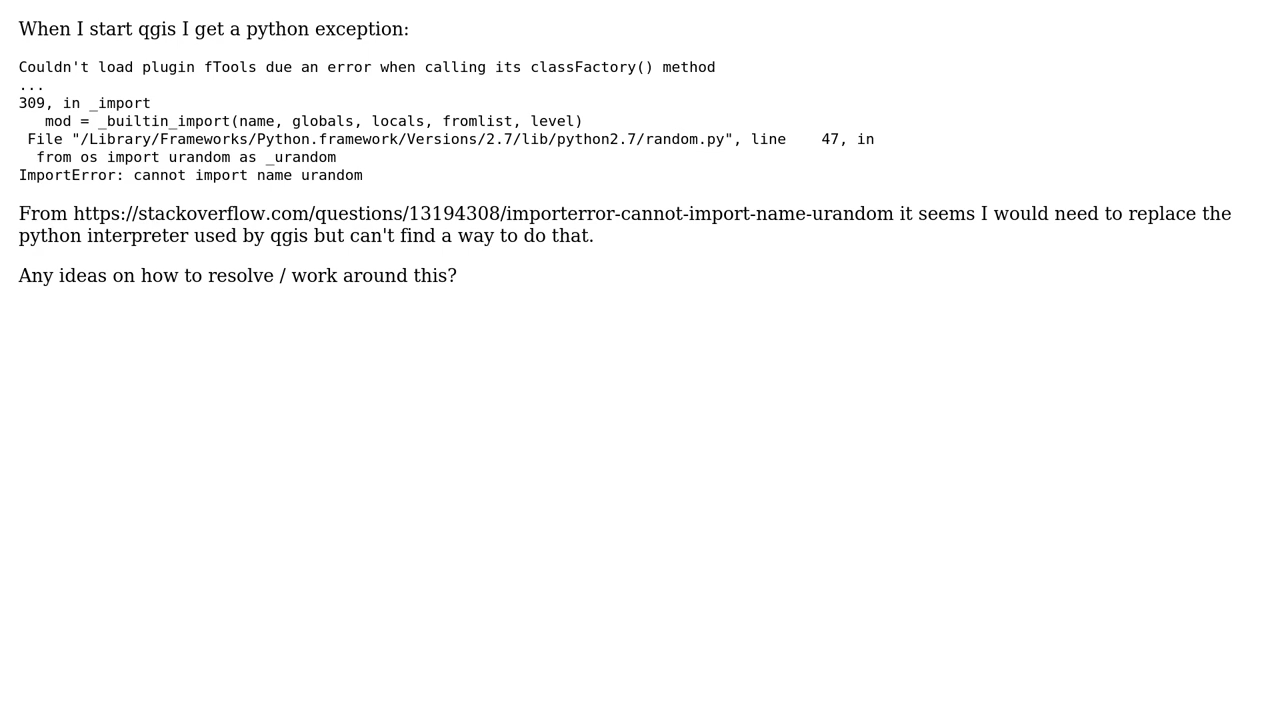 When I start qgis I get a python exception:
Couldn't load plugin fTools due an error when calling its classFactory() method
...
309, in _import
   mod = _builtin_import(name, globals, locals, fromlist, level)
 File "/Library/Frameworks/Python.framework/Versions/2.7/lib/python2.7/random.py", line    47, in
  from os import urandom as _urandom
ImportError: cannot import name urandom
From https://stackoverflow.com/questions/13194308/importerror-cannot-import-name-urandom it seems I would need to replace the
python interpreter used by qgis but can't find a way to do that.
Any ideas on how to resolve / work around this?